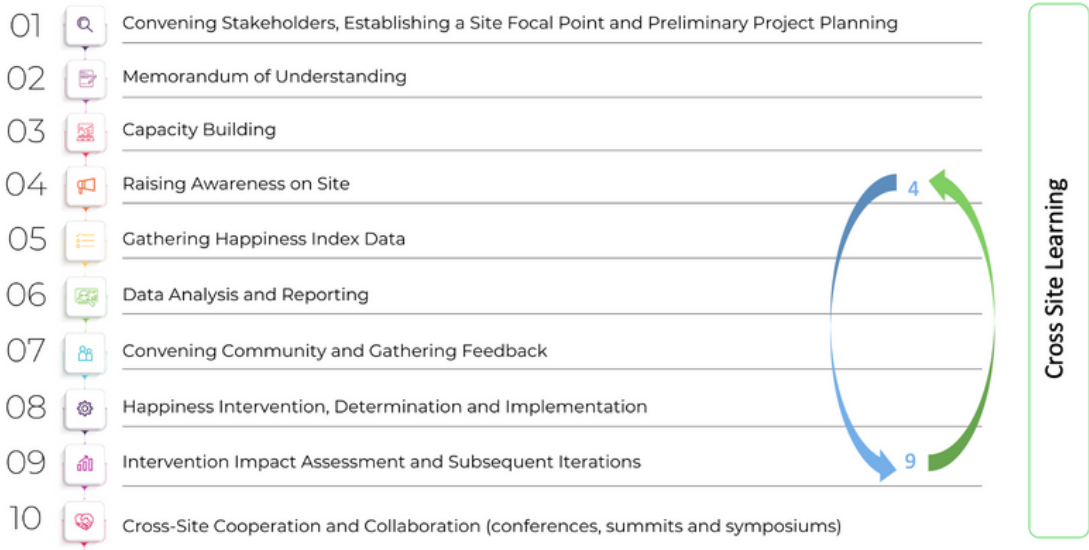 01 Convening Stakeholders, Establishing a Site Focal Point and Preliminary Project Planning
02 Memorandum of Understanding
03 Capacity Building
04 Raising Awareness on Site
4
05 Gathering Happiness Index Data
06 Data Analysis and Reporting
07 Convening Community and Gathering Feedback
08 Happiness Intervention, Determination and Implementation
09 Intervention Impact Assessment and Subsequent Iterations
9
10 Cross-Site Cooperation and Collaboration (conferences, summits and symposiums)
Cross Site Learning